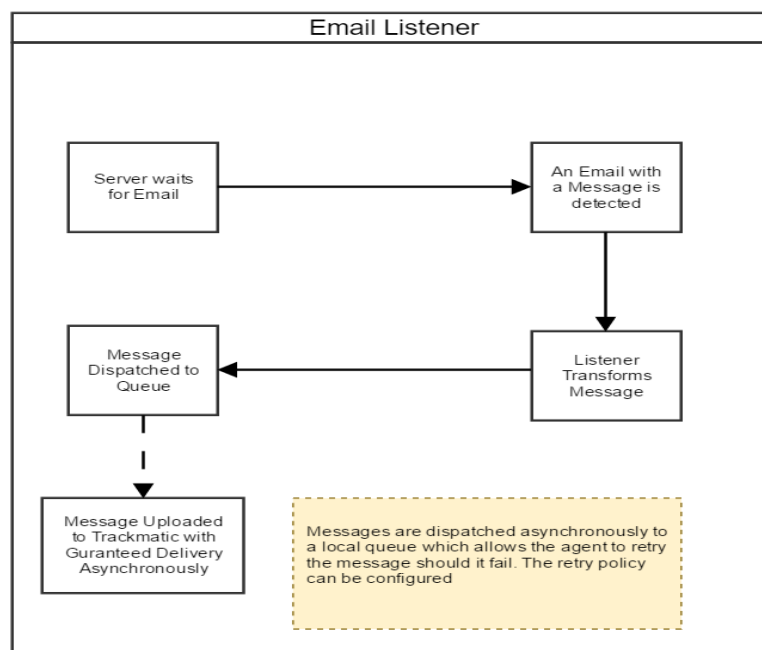 Email Listener
Server waits
for Email
An Email with
a Message is
detected
Listener
Transforms
Message
Message
Dispatched to
Queue
Message Uploaded
to Trackmatic with
Guranteed Delivery
Asynchronously
Messages are dispatched asynchronously to
a local queue which allows the agent to retry
the message should it fail. The retry policy
can be configured